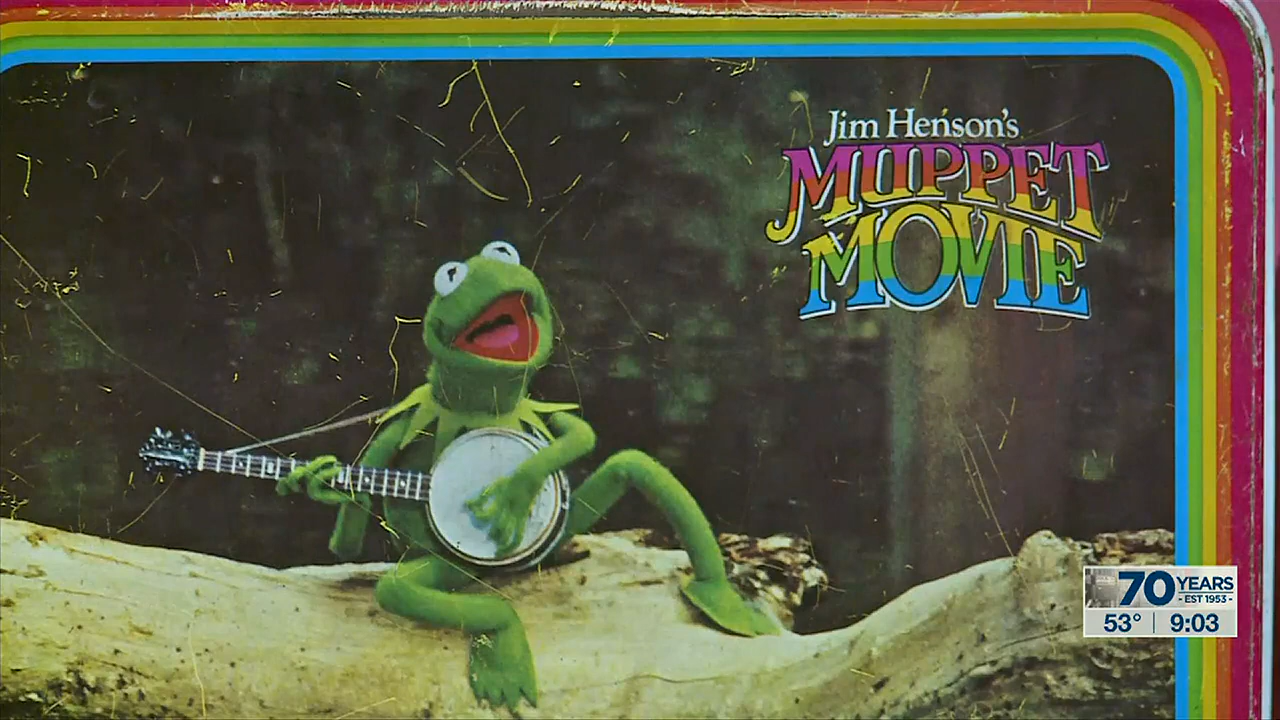 Jim Henson's
MUPPET
MOVIE
70 YEARS
- EST 1953 -
53° | 9:03